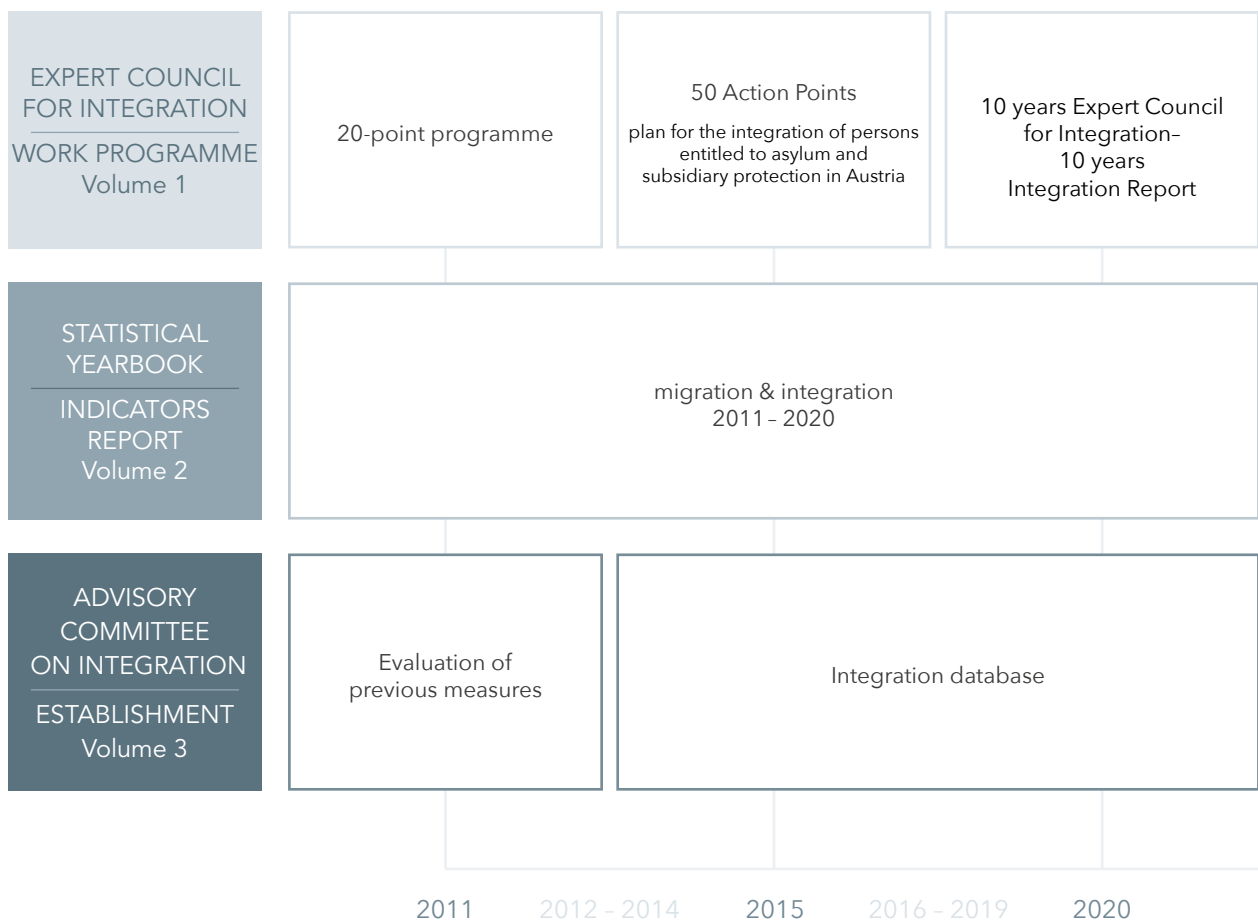 EXPERT COUNCIL
FOR INTEGRATION
WORK PROGRAMME
Volume 1
20-point programme
50 Action Points
plan for the integration of persons
entitled to asylum and
subsidiary protection in Austria
10 years Expert Council
for Integration–
10 years
Integration Report
STATISTICAL
YEARBOOK
INDICATORS
REPORT
Volume 2
migration & integration
2011 – 2020
ADVISORY
COMMITTEE
ON INTEGRATION
ESTABLISHMENT
Volume 3
Evaluation of
previous measures
Integration database
2011 2012 – 2014 2015 2016 – 2019 2020